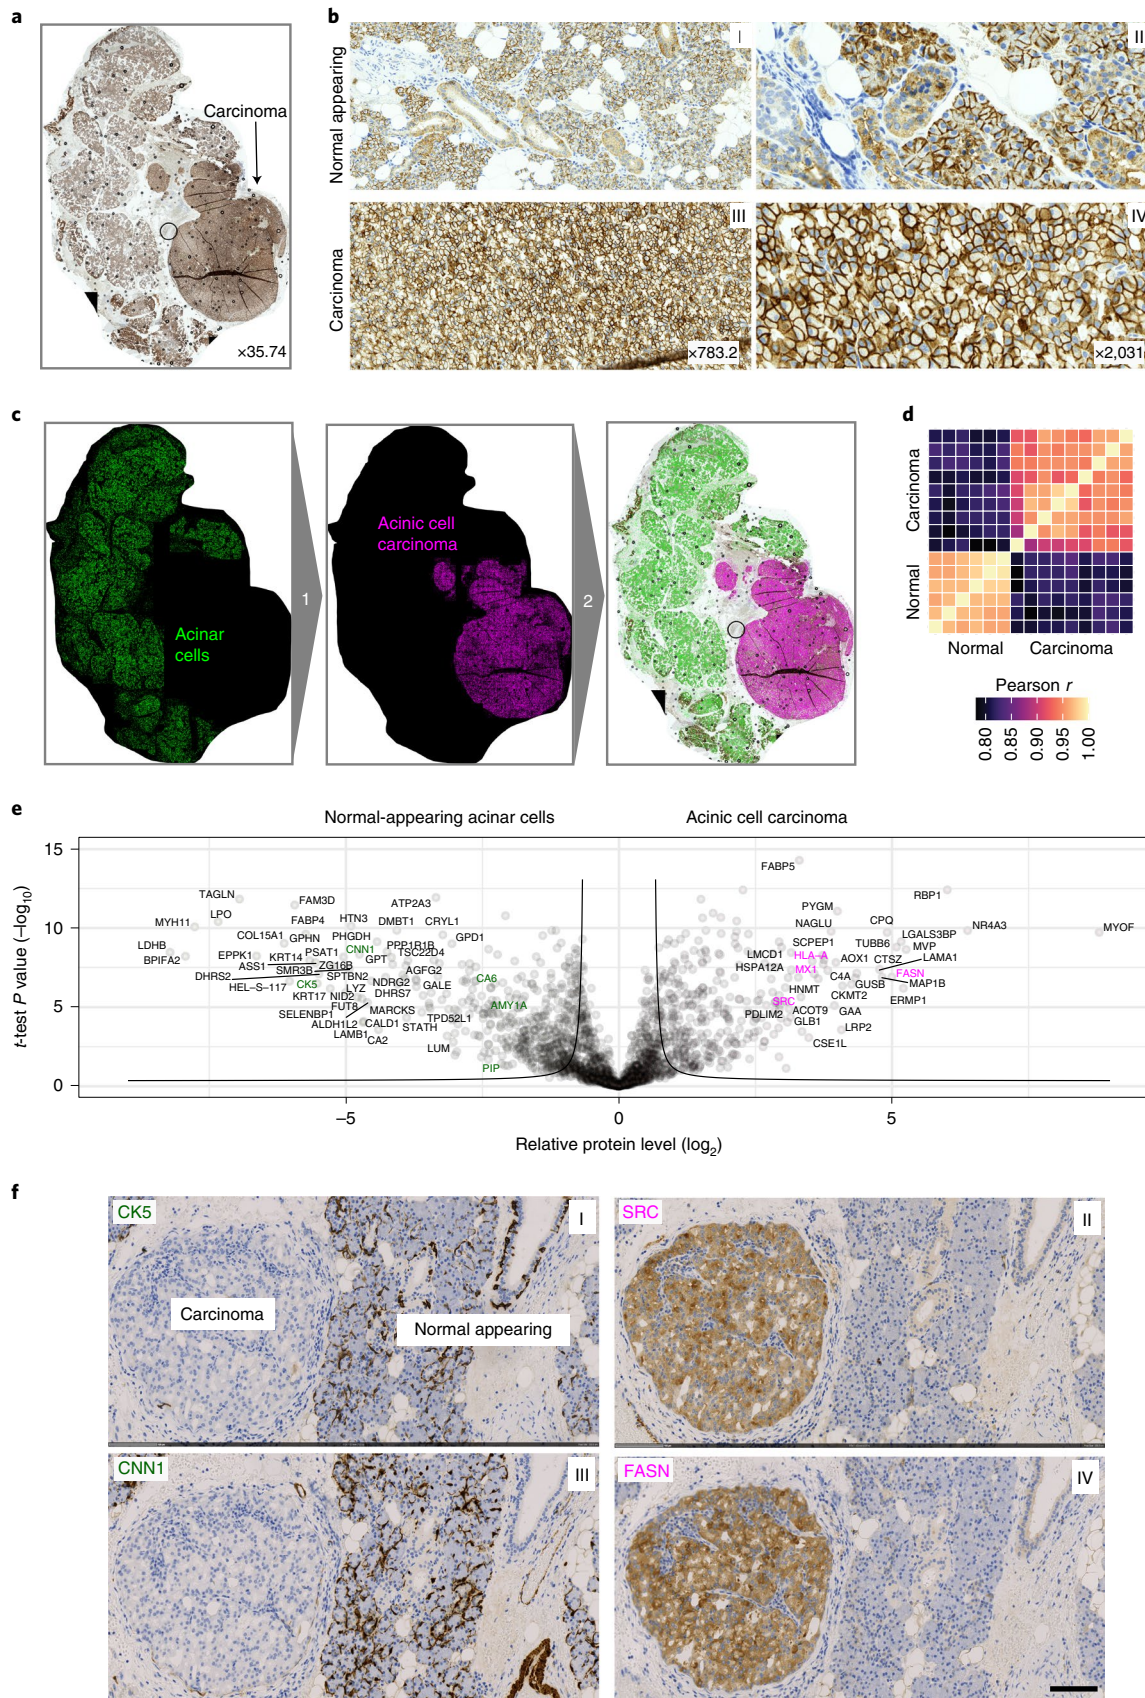 a
Carcinoma
×35.74
b
Normal appearing
I
II
Carcinoma
III
×783.2
IV
×2,031
c
Acinar
cells
1
Acinic cell
carcinoma
2
d
Carcinoma
Normal
Normal
Carcinoma
Pearson r
0.80
0.85
0.90
0.95
1.00
e
Normal-appearing acinar cells
Acinic cell carcinoma
t-test P value (–log10)
15
10
5
0
–5
0
5
Relative protein level (log2)
TAGLN
LPO
MYH11
FAM3D
FABP4
HTN3
ATP2A3
DMBT1
CRYL1
COL15A1
GPHN
PHGDH
GPD1
LDHB
BPIFA2
EPPK1
KRT14
PSAT1
CNN1
PPP1R1B
TSC22D4
GPT
ASS1
ZG16B
SMR3B
AGFG2
DHRS2
SPTBN2
CA6
HEL–S–117
CK5
LYZ
NDRG2
GALE
KRT17
NID2
DHRS7
AMY1A
SELENBP1
FUT8
MARCKS
ALDH1L2
CALD1
STATH
TPD52L1
LAMB1
CA2
LUM
PIP
FABP5
RBP1
PYGM
NAGLU
CPQ
NR4A3
MYOF
SCPEP1
TUBB6
LGALS3BP
LMCD1
HLA–A
AOX1
MVP
CTSZ
LAMA1
HSPA12A
MX1
C4A
FASN
GUSB
MAP1B
HNMT
CKMT2
SRC
ERMP1
PDLIM2
ACOT9
GAA
GLB1
LRP2
CSE1L
f
CK5
I
Carcinoma
Normal appearing
SRC
II
CNN1
III
FASN
IV